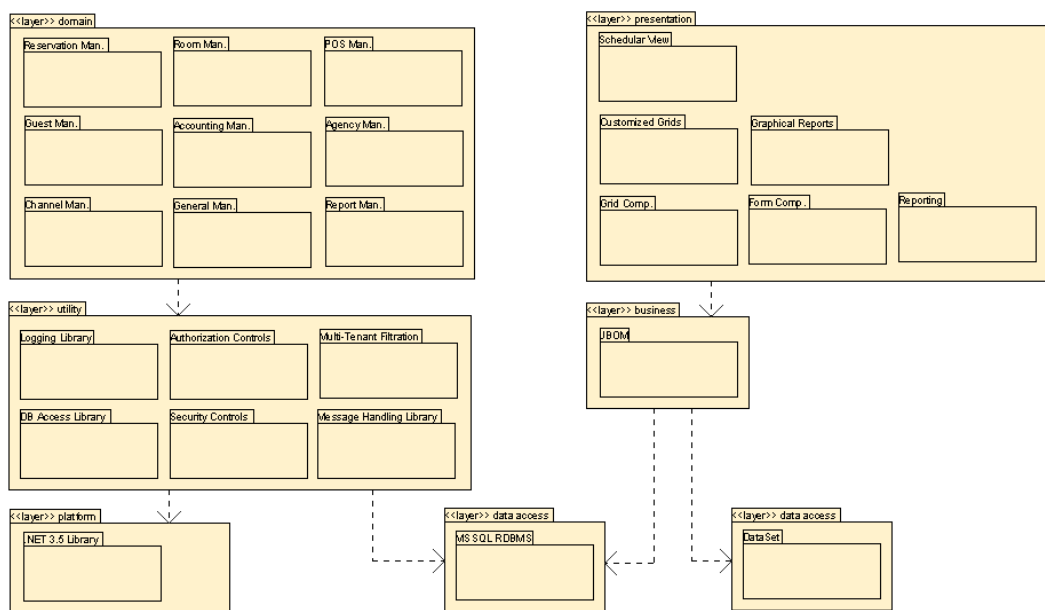 <<layer>> domain
Reservation Man.
Room Man.
POS Man.
Guest Man.
Accounting Man.
Agency Man.
Channel Man.
General Man.
Report Man.
<<layer>> utility
Logging Library
Authorization Controls
Multi-Tenant Filtration
DB Access Library
Security Controls
Message Handling Library
<<layer>> platform
.NET 3.5 Library
<<layer>> presentation
Schedular View
Customized Grids
Graphical Reports
Grid Comp.
Form Comp.
Reporting
<<layer>> business
JBOM
<<layer>> data access
MS SQL RDBMS
<<layer>> data access
DataSet